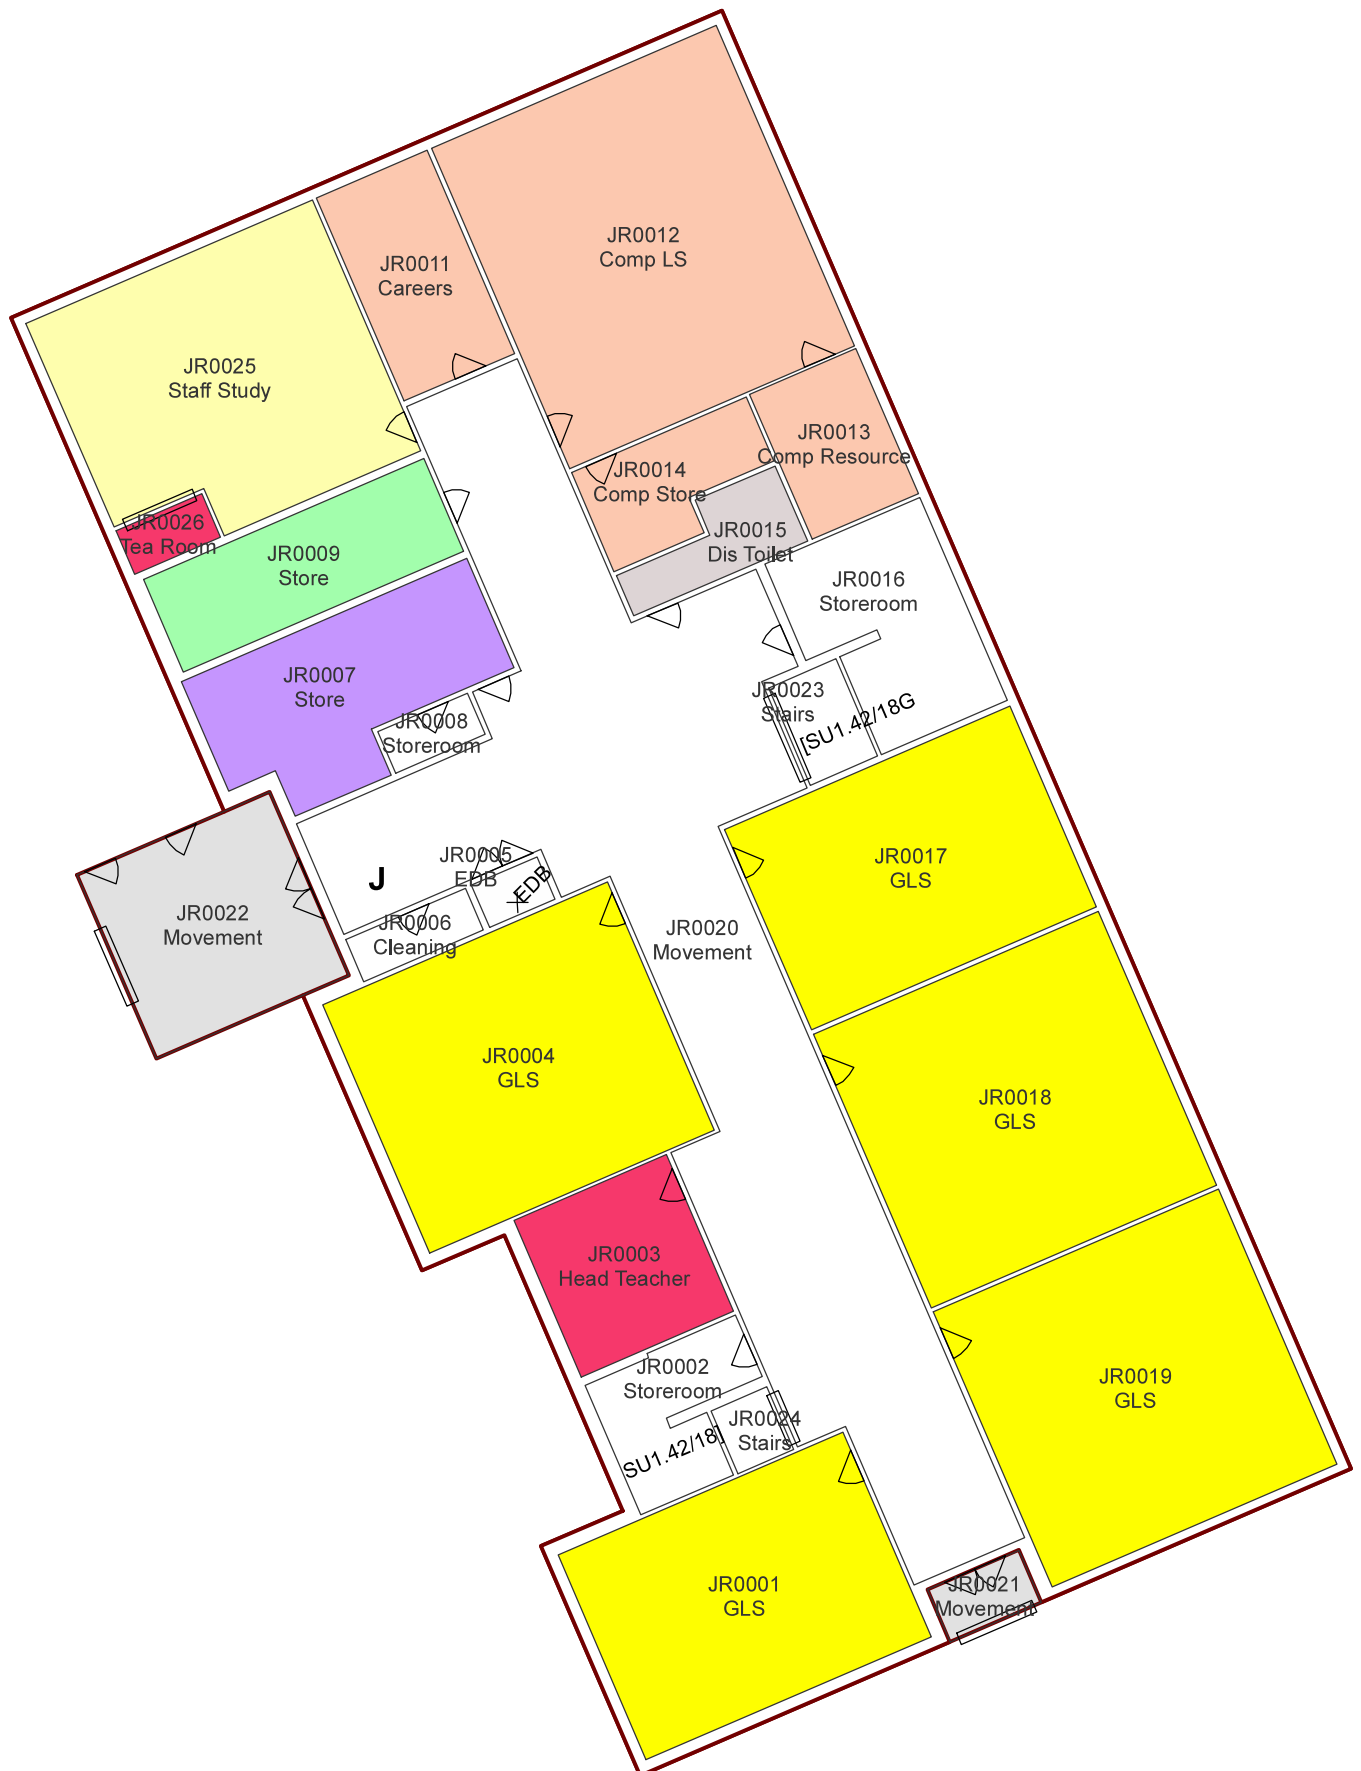 JR0012
Comp LS
JR0011
Careers
JR0025
Staff Study
JR0013
Comp Resource
JR0014
Comp Store
JR0026
Tea Room
JR0015
Dis Toilet
JR0009
Store
JR0016
Storeroom
JR0007
Store
JR0023
Stairs
[SU1.42/18G
JR0008
Storeroom
JR0005
EDB
EDB
J
JR0017
GLS
JR0022
Movement
JR0006
Cleaning
JR0020
Movement
JR0004
GLS
JR0018
GLS
JR0003
Head Teacher
JR0002
Storeroom
JR0019
GLS
JR0024
Stairs
SU1.42/18]
JR0001
GLS
JR0021
Movement